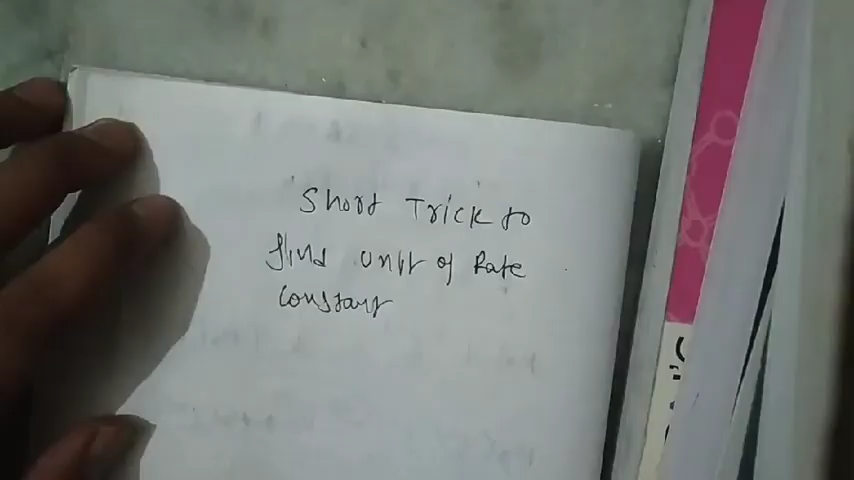 Short Trick to
find unit of Rate
constant